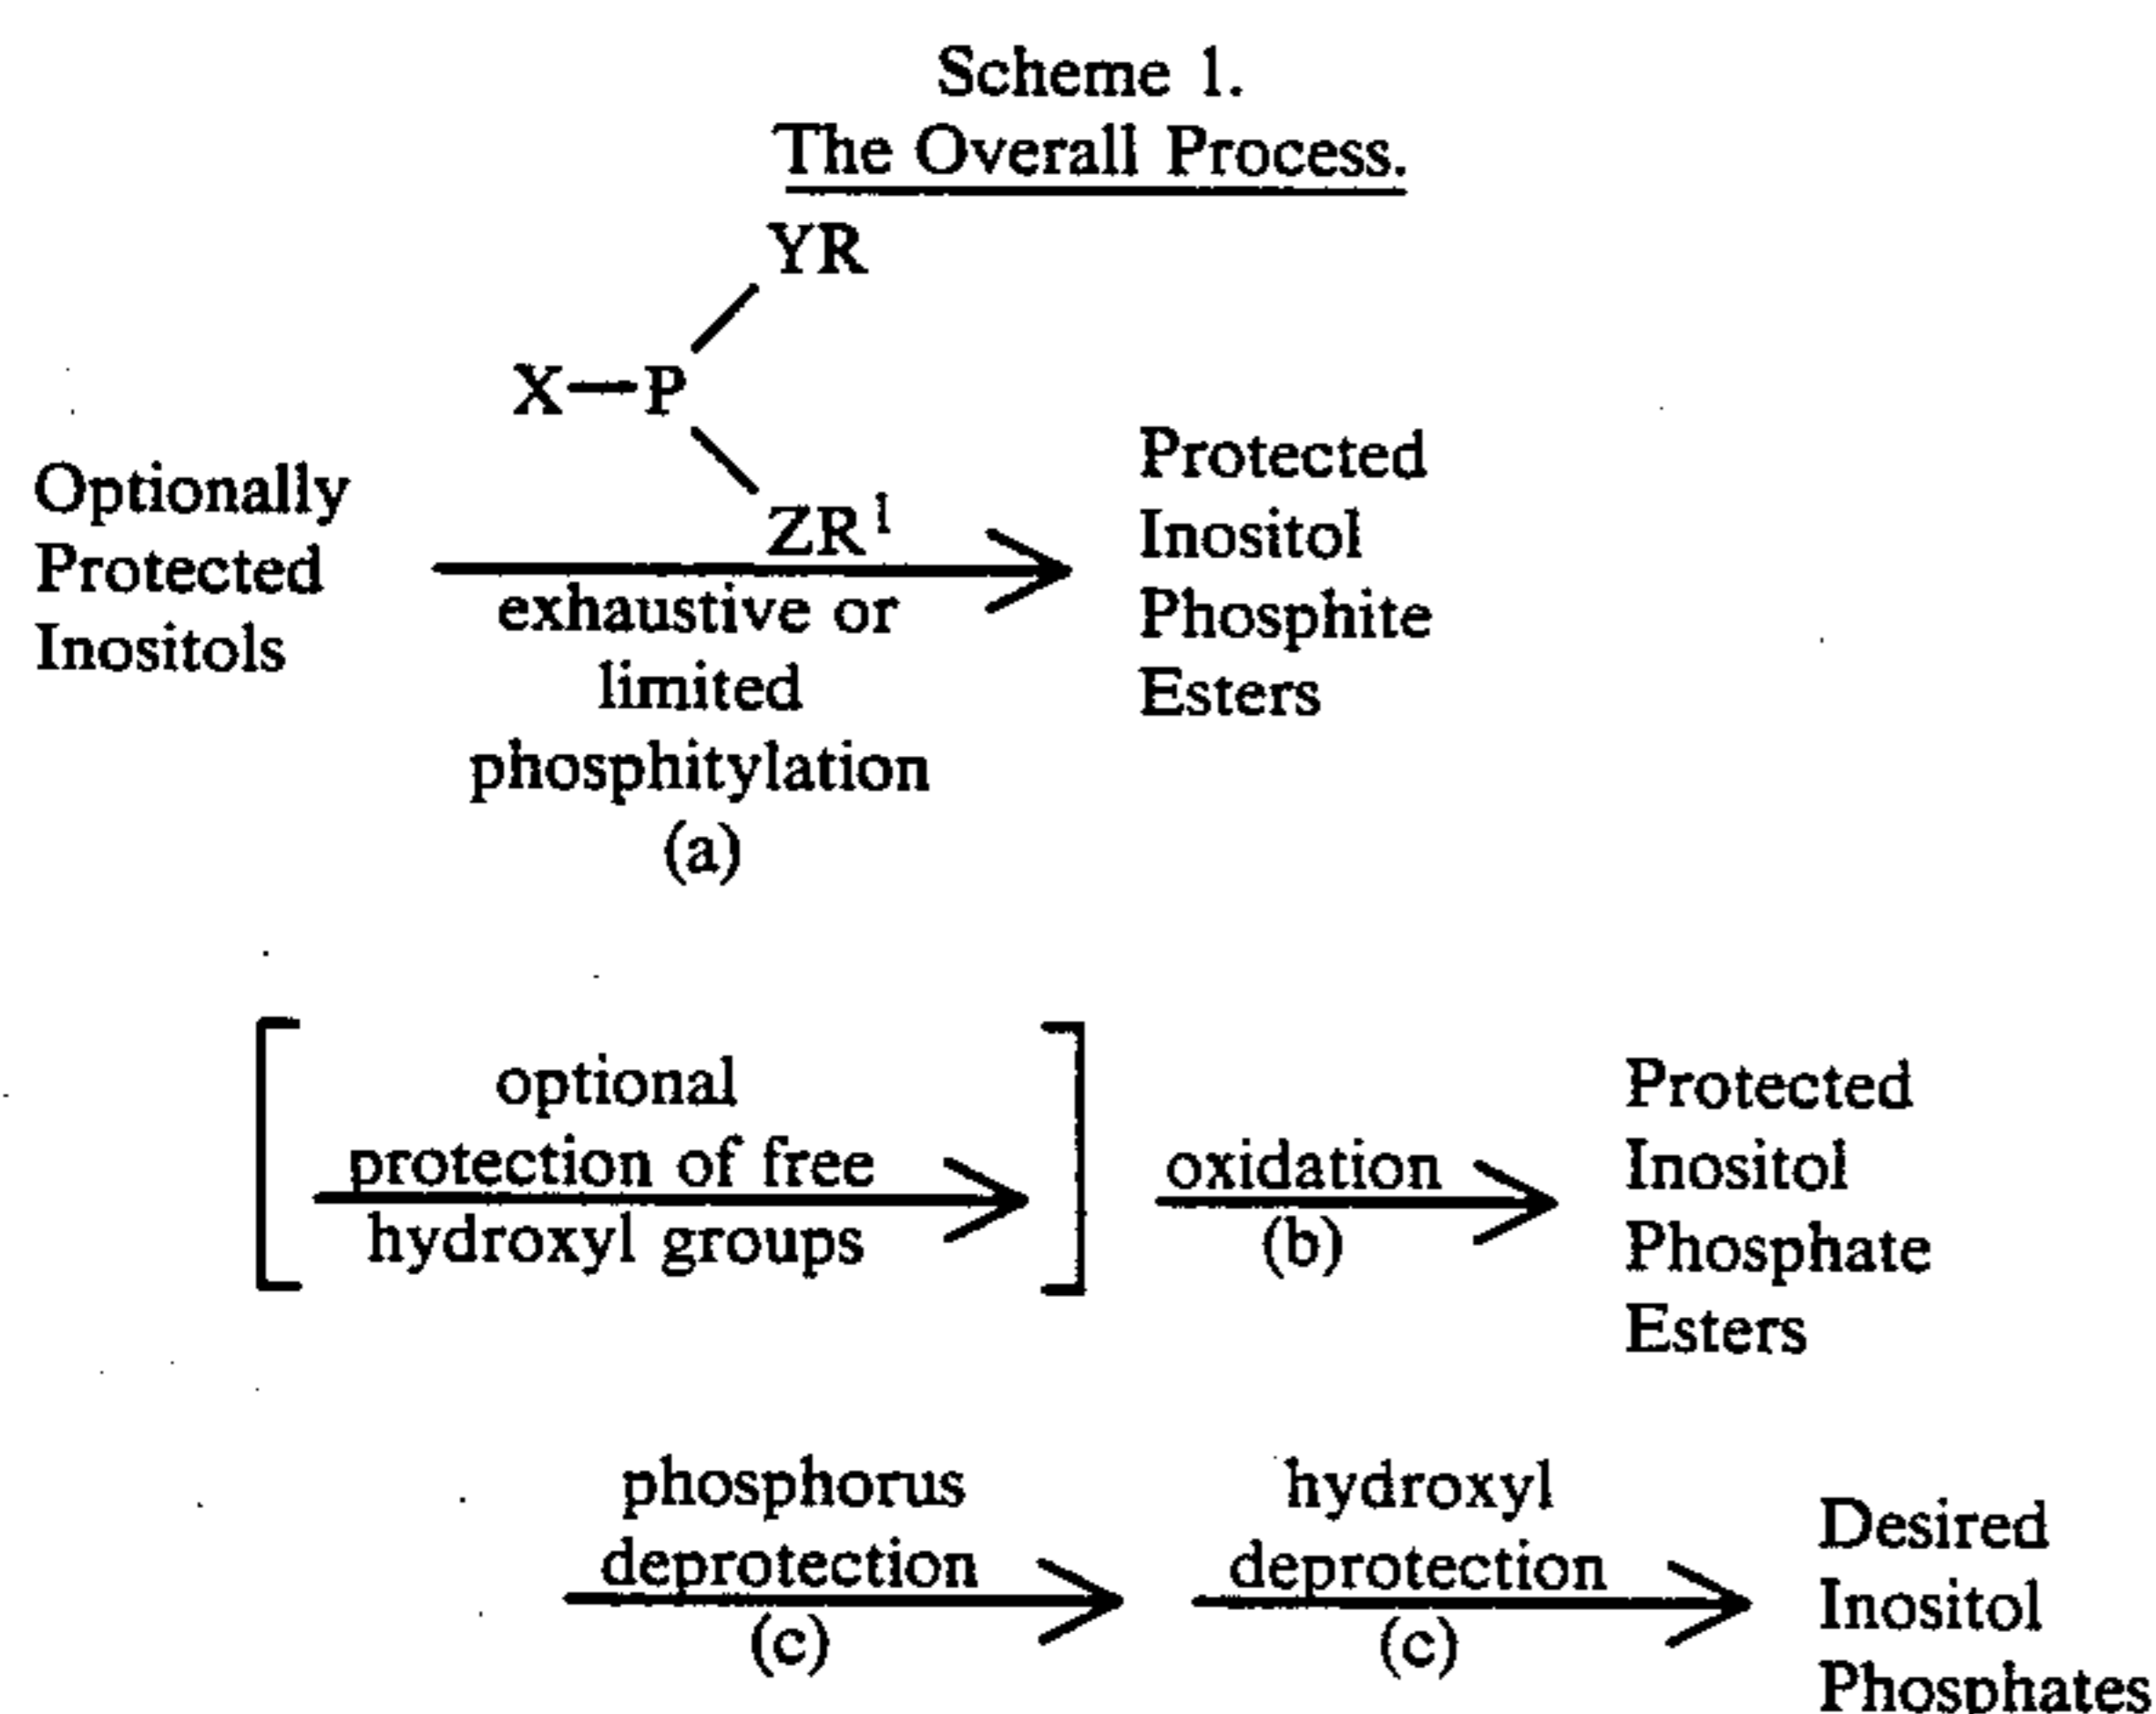 Scheme 1.
The Overall Process.
YR
X—P
ZR¹
Optionally
Protected
Inositols
exhaustive or
limited
phosphitylation
(a)
Protected
Inositol
Phosphite
Esters
optional
protection of free
hydroxyl groups
oxidation
(b)
Protected
Inositol
Phosphate
Esters
phosphorus
deprotection
(c)
hydroxyl
deprotection
(c)
Desired
Inositol
Phosphates